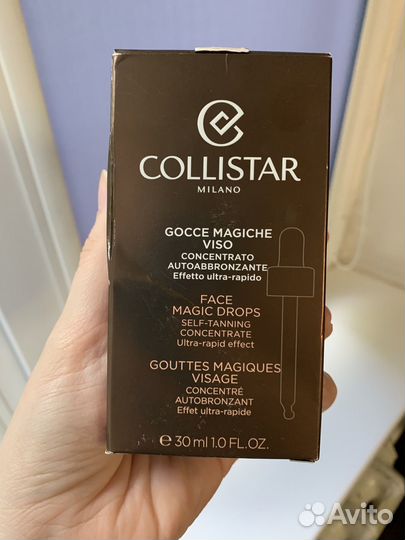 COLLISTAR
MILANO
GOCCE MAGICHE
VISO
CONCENTRATO
AUTOABBRONZANTE
Effetto ultra-rapido
FACE
MAGIC DROPS
SELF-TANNING
CONCENTRATE
Ultra-rapid effect
GOUTTES MAGIQUES
VISAGE
CONCENTRÉ
AUTOBRONZANT
Effet ultra-rapide
℮ 30 ml 1.0 FL.OZ.
Avito